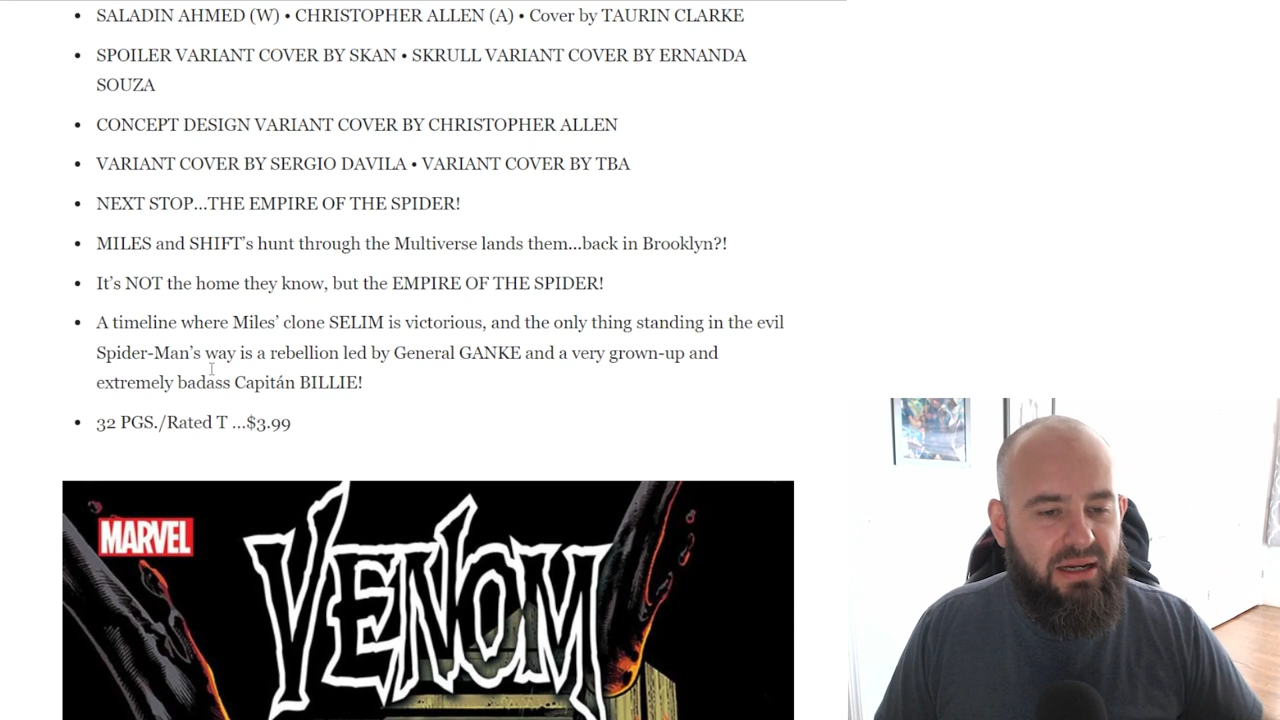 SALADIN AHMED (W) • CHRISTOPHER ALLEN (A) • Cover by TAURIN CLARKE
SPOILER VARIANT COVER BY SKAN • SKRULL VARIANT COVER BY ERNANDA
SOUZA
CONCEPT DESIGN VARIANT COVER BY CHRISTOPHER ALLEN
VARIANT COVER BY SERGIO DAVILA • VARIANT COVER BY TBA
NEXT STOP…THE EMPIRE OF THE SPIDER!
MILES and SHIFT’s hunt through the Multiverse lands them…back in Brooklyn?!
It’s NOT the home they know, but the EMPIRE OF THE SPIDER!
A timeline where Miles’ clone SELIM is victorious, and the only thing standing in the evil
Spider-Man’s way is a rebellion led by General GANKE and a very grown-up and
extremely badass Capitán BILLIE!
32 PGS./Rated T …$3.99
MARVEL
VENOM